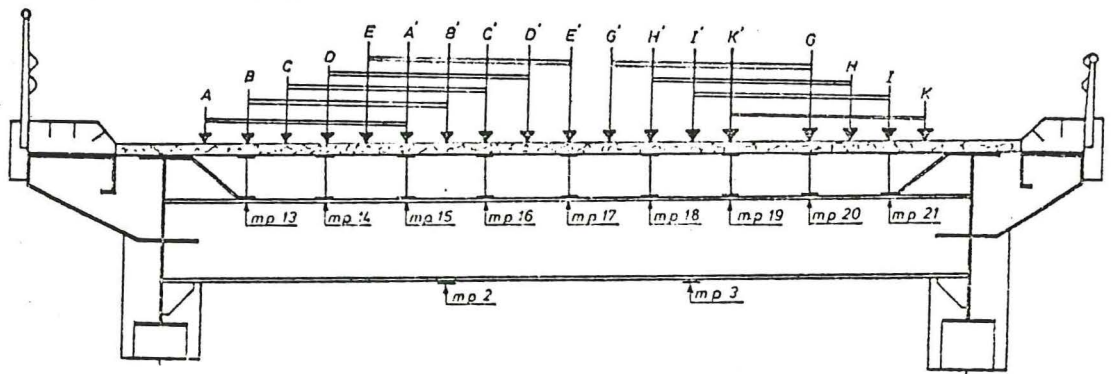 E A' B' C' D' E' G' H' I' K' G
A B C D H I K
mp 13 mp 14 mp 15 mp 16 mp 17 mp 18 mp 19 mp 20 mp 21
mp 2 mp 3